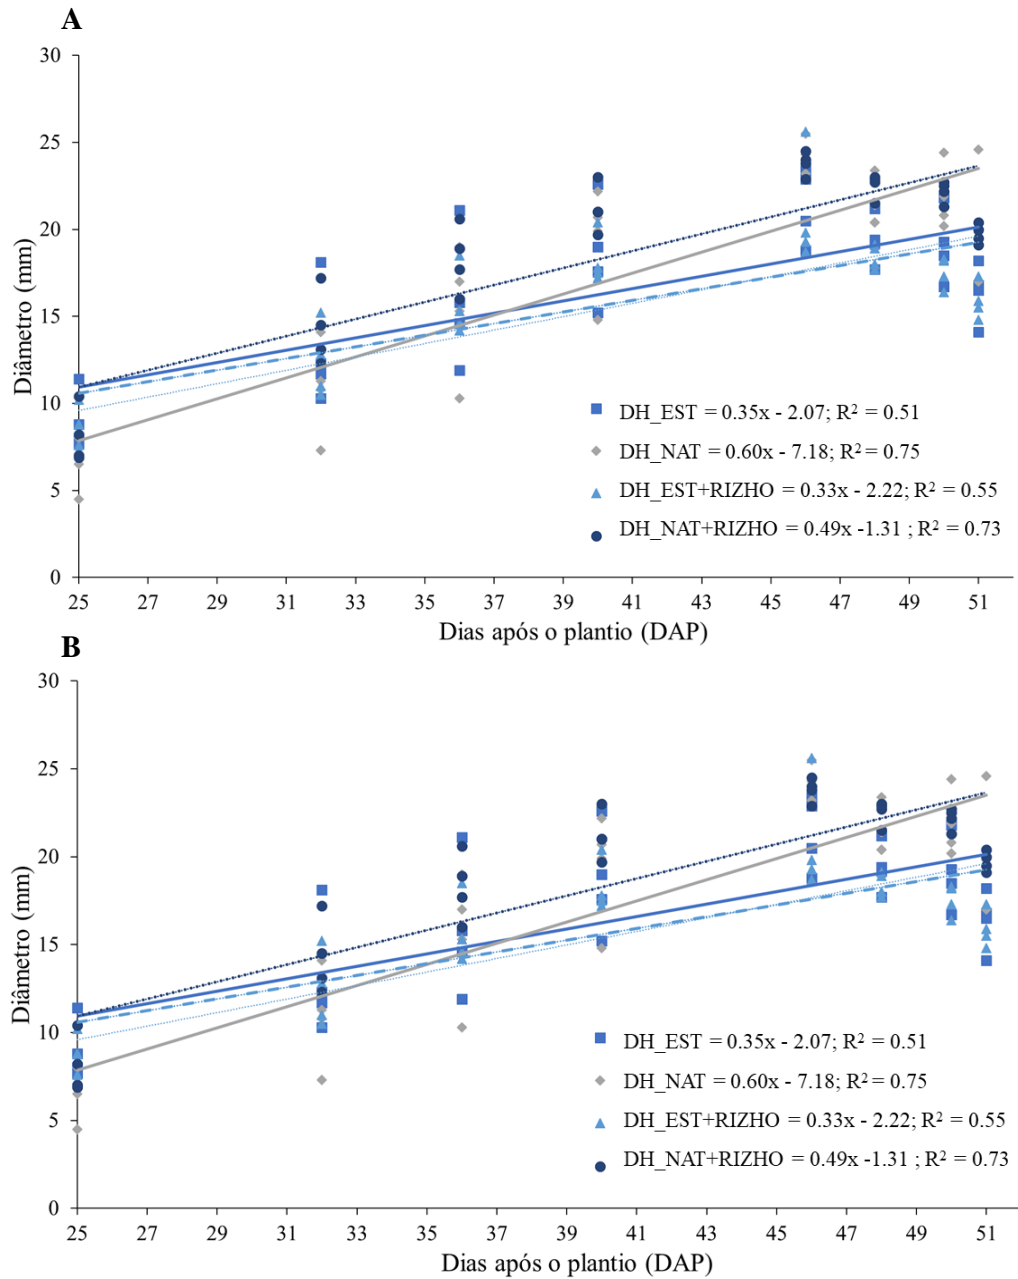 A
30
25
20
15
10
5
0
Diâmetro (mm)
25 27 29 31 33 35 37 39 41 43 45 47 49 51
Dias após o plantio (DAP)
DH_EST = 0.35x - 2.07; R² = 0.51
DH_NAT = 0.60x - 7.18; R² = 0.75
DH_EST+RIZHO = 0.33x - 2.22; R² = 0.55
DH_NAT+RIZHO = 0.49x -1.31 ; R² = 0.73
B
30
25
20
15
10
5
0
Diâmetro (mm)
25 27 29 31 33 35 37 39 41 43 45 47 49 51
Dias após o plantio (DAP)
DH_EST = 0.35x - 2.07; R² = 0.51
DH_NAT = 0.60x - 7.18; R² = 0.75
DH_EST+RIZHO = 0.33x - 2.22; R² = 0.55
DH_NAT+RIZHO = 0.49x -1.31 ; R² = 0.73